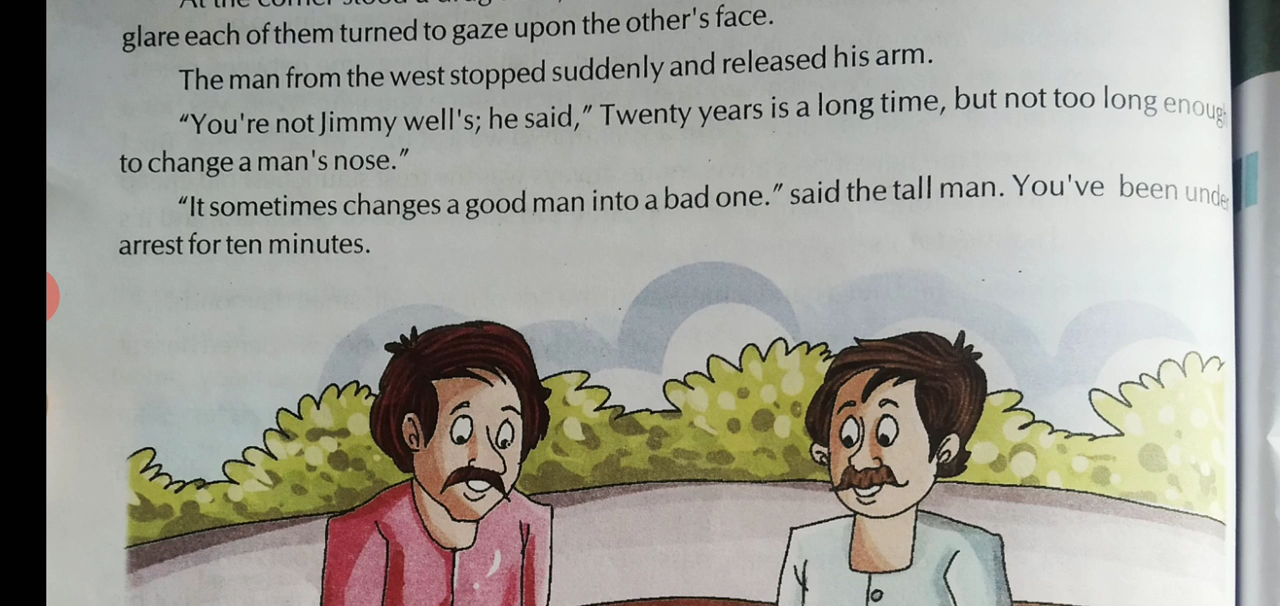 glare each of them turned to gaze upon the other's face.
The man from the west stopped suddenly and released his arm.
“You're not Jimmy well's; he said,” Twenty years is a long time, but not too long enoug
to change a man's nose.”
“It sometimes changes a good man into a bad one.” said the tall man. You've been unde
arrest for ten minutes.